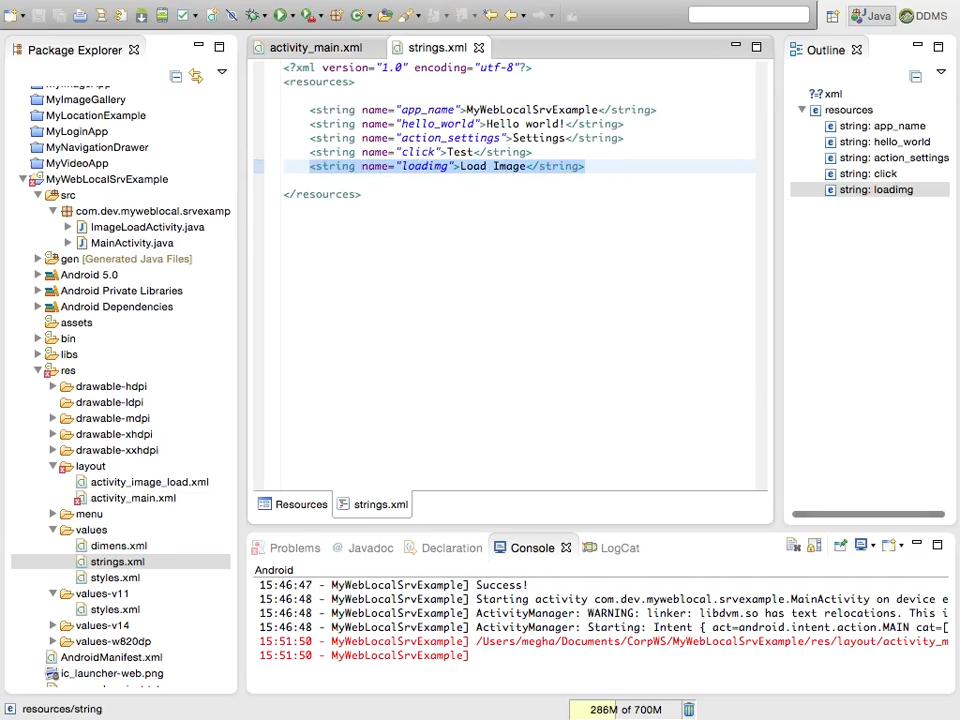 Java
DDMS
Package Explorer
MyImageGallery
MyLocationExample
MyLoginApp
MyNavigationDrawer
MyVideoApp
MyWebLocalSrvExample
src
com.dev.myweblocal.srvexamp
ImageLoadActivity.java
MainActivity.java
gen [Generated Java Files]
Android 5.0
Android Private Libraries
Android Dependencies
assets
bin
libs
res
drawable-hdpi
drawable-ldpi
drawable-mdpi
drawable-xhdpi
drawable-xxhdpi
layout
activity_image_load.xml
activity_main.xml
menu
values
dimens.xml
strings.xml
styles.xml
values-v11
styles.xml
values-v14
values-w820dp
AndroidManifest.xml
ic_launcher-web.png
activity_main.xml
strings.xml
<?xml version="1.0" encoding="utf-8"?>
<resources>
<string name="app_name">MyWebLocalSrvExample</string>
<string name="hello_world">Hello world!</string>
<string name="action_settings">Settings</string>
<string name="click">Test</string>
<string name="loadimg">Load Image</string>
</resources>
Resources
strings.xml
Outline
?=? xml
resources
string: app_name
string: hello_world
string: action_settings
string: click
string: loadimg
Problems
@ Javadoc
Declaration
Console
LogCat
Android
15:46:47 - MyWebLocalSrvExample] Success!
15:46:48 - MyWebLocalSrvExample] Starting activity com.dev.myweblocal.srvexample.MainActivity on device e
15:46:48 - MyWebLocalSrvExample] ActivityManager: WARNING: linker: libdvm.so has text relocations. This i
15:46:48 - MyWebLocalSrvExample] ActivityManager: Starting: Intent { act=android.intent.action.MAIN cat=[
15:51:50 - MyWebLocalSrvExample] /Users/megha/Documents/CorpWS/MyWebLocalSrvExample/res/layout/activity_m
15:51:50 - MyWebLocalSrvExample]
resources/string
286M of 700M